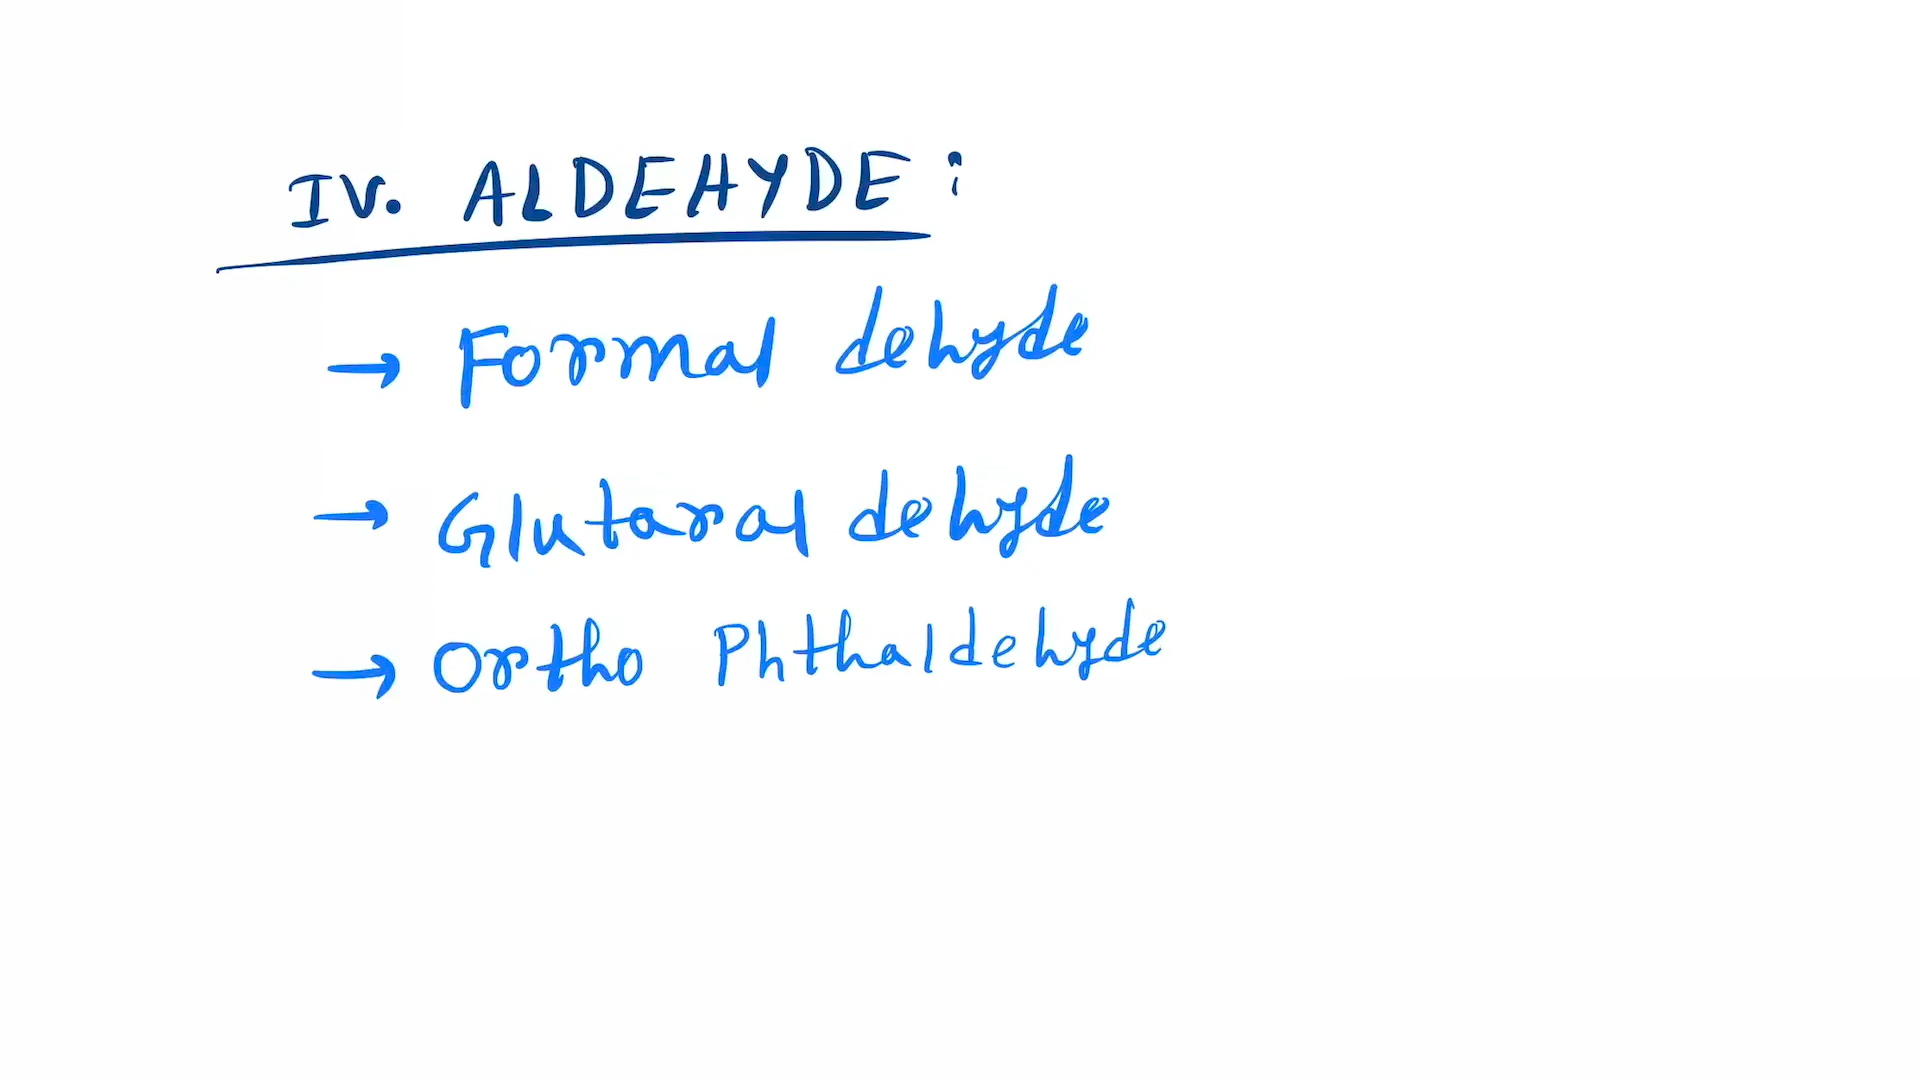 IV. ALDEHYDE:
→ Formal dehyde
→ Glutaral dehyde
→ Ortho Phthaldehyde